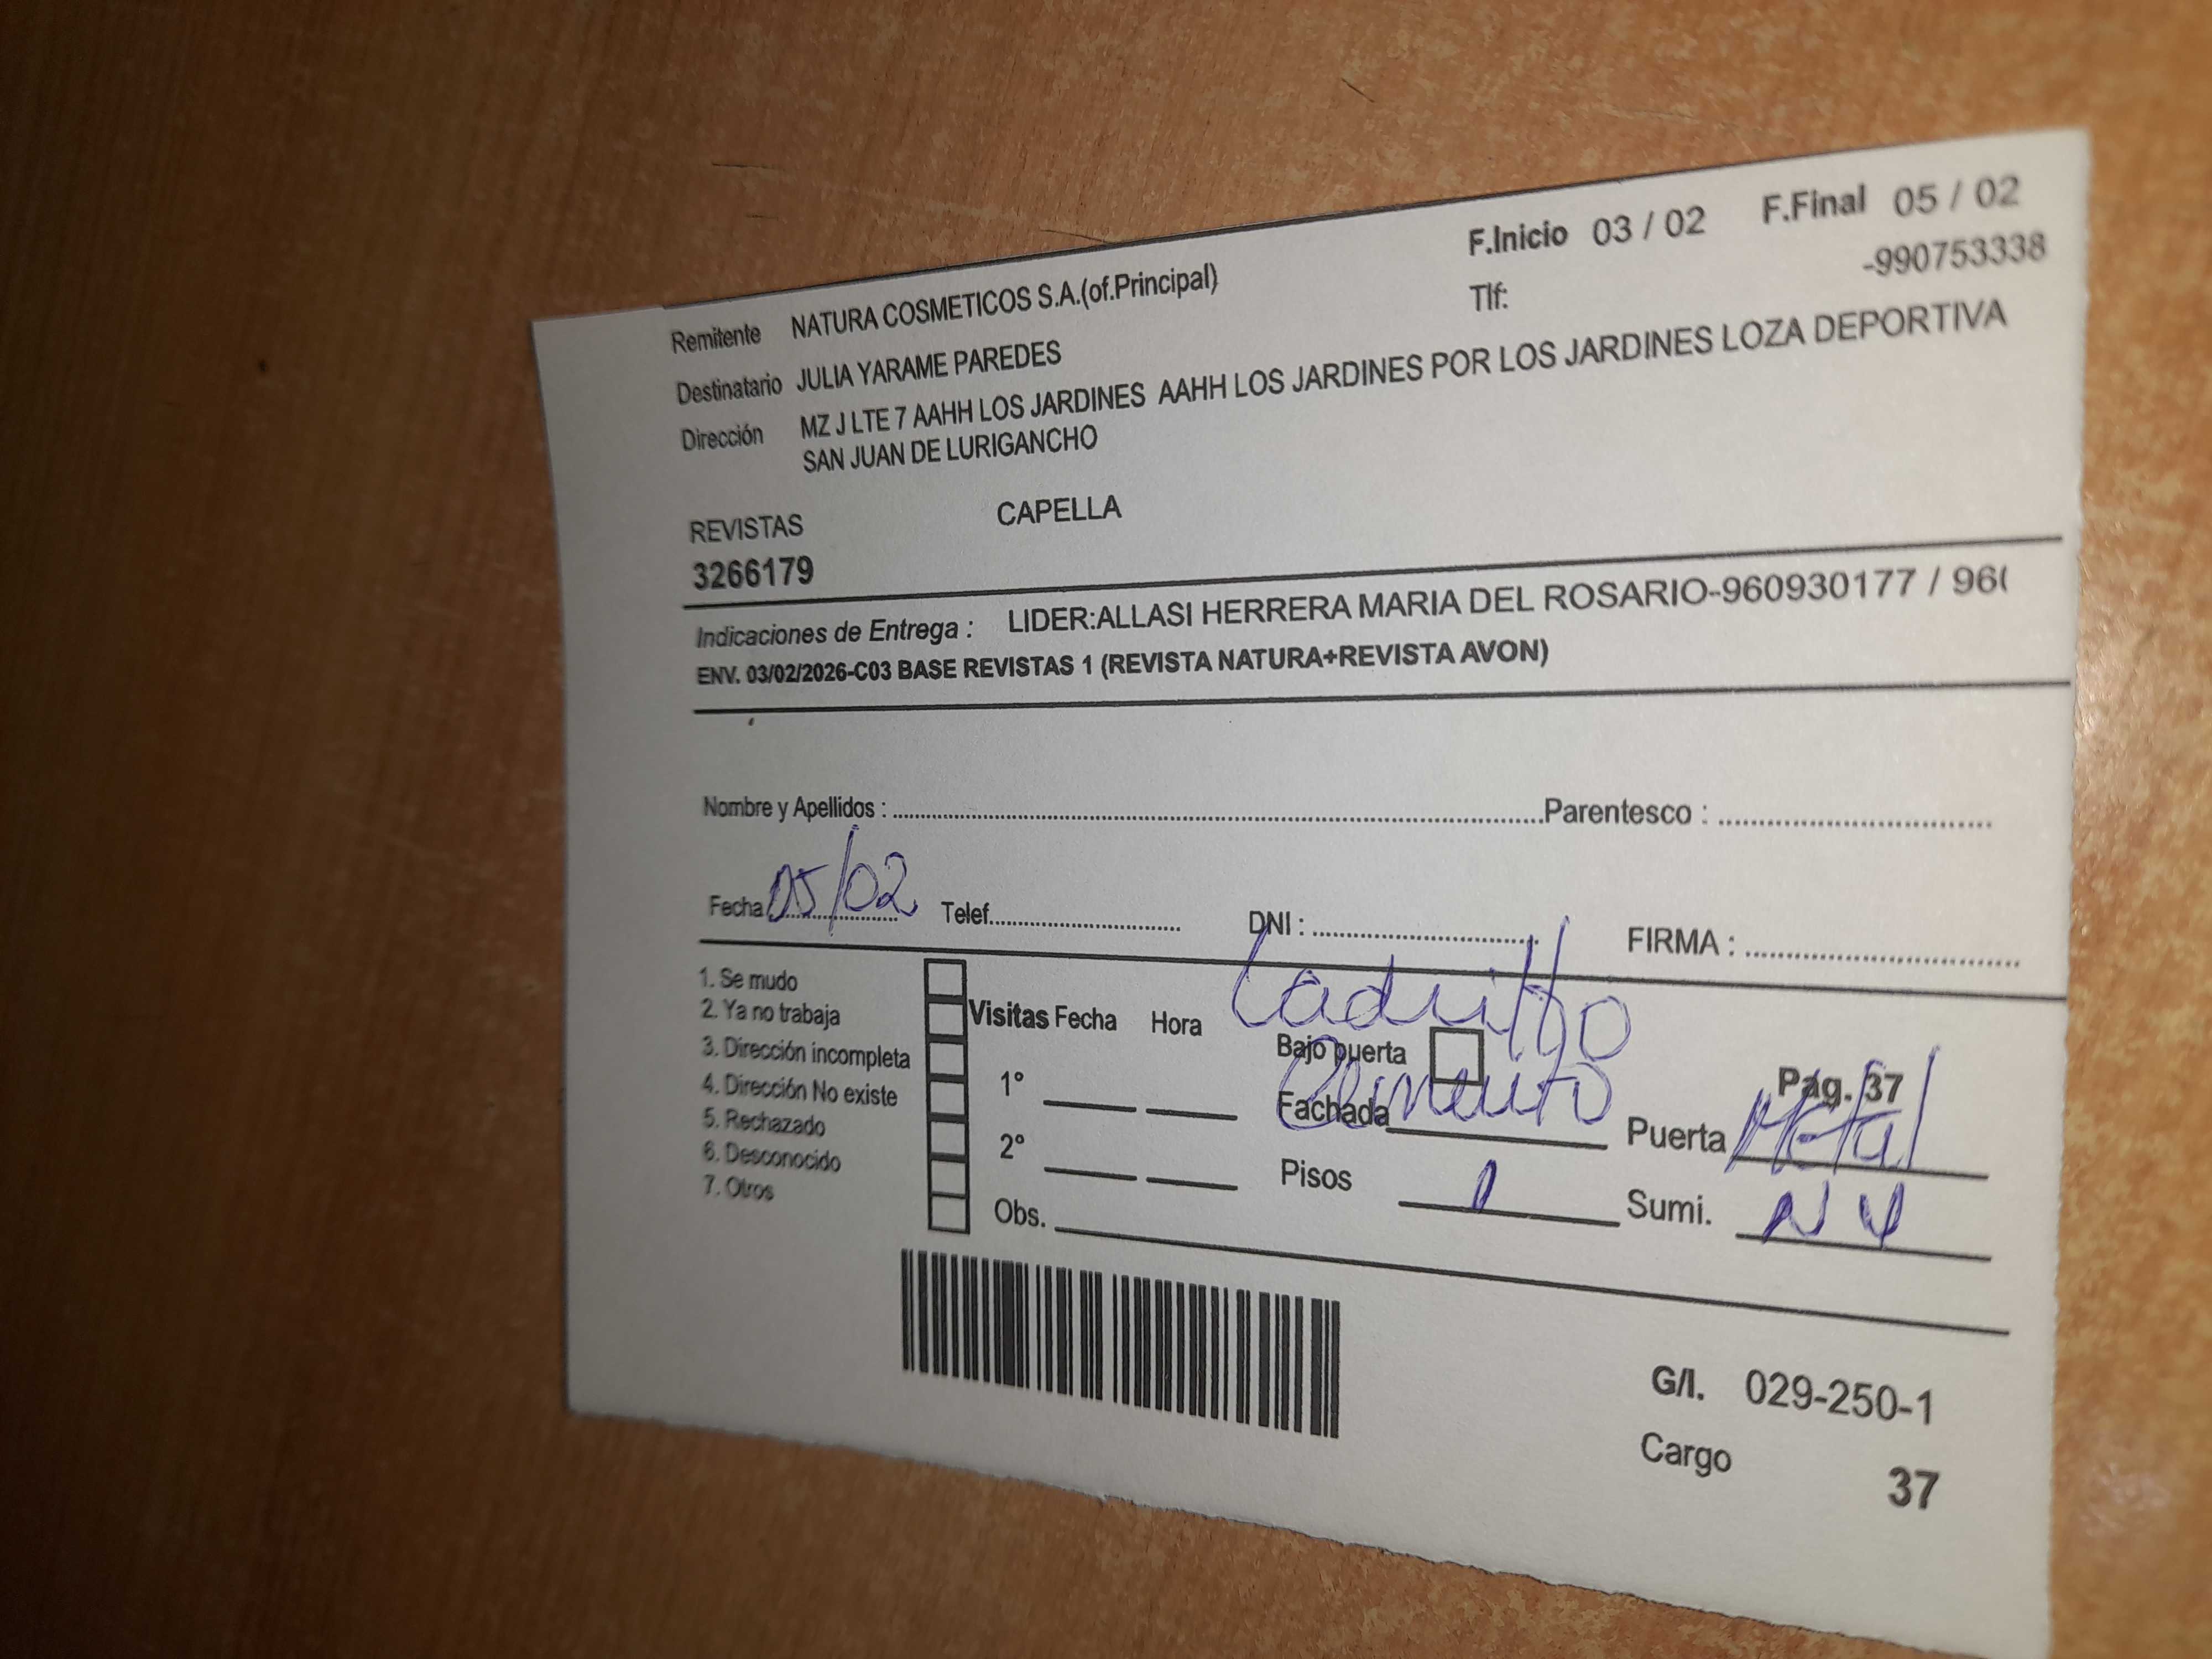 F.Inicio 03 / 02 F.Final 05 / 02
Remitente NATURA COSMETICOS S.A.(of.Principal) Tlf: -990753338
Destinatario JULIA YARAME PAREDES
Dirección MZ J LTE 7 AAHH LOS JARDINES AAHH LOS JARDINES POR LOS JARDINES LOZA DEPORTIVA
SAN JUAN DE LURIGANCHO
REVISTAS CAPELLA
3266179
Indicaciones de Entrega : LIDER:ALLASI HERRERA MARIA DEL ROSARIO-960930177 / 960
ENV. 03/02/2026-C03 BASE REVISTAS 1 (REVISTA NATURA+REVISTA AVON)
Nombre y Apellidos : Parentesco :
Fecha 05/02 Telef. DNI : FIRMA :
Ladrillo
1. Se mudo
2. Ya no trabaja
3. Dirección incompleta
4. Dirección No existe
5. Rechazado
6. Desconocido
7. Otros
Visitas Fecha Hora
1°
2°
Obs.
Bajo puerta Pág. 37
Fachada Cemento Puerta Metal
Pisos 1 Sumi.
G/I. 029-250-1
Cargo 37